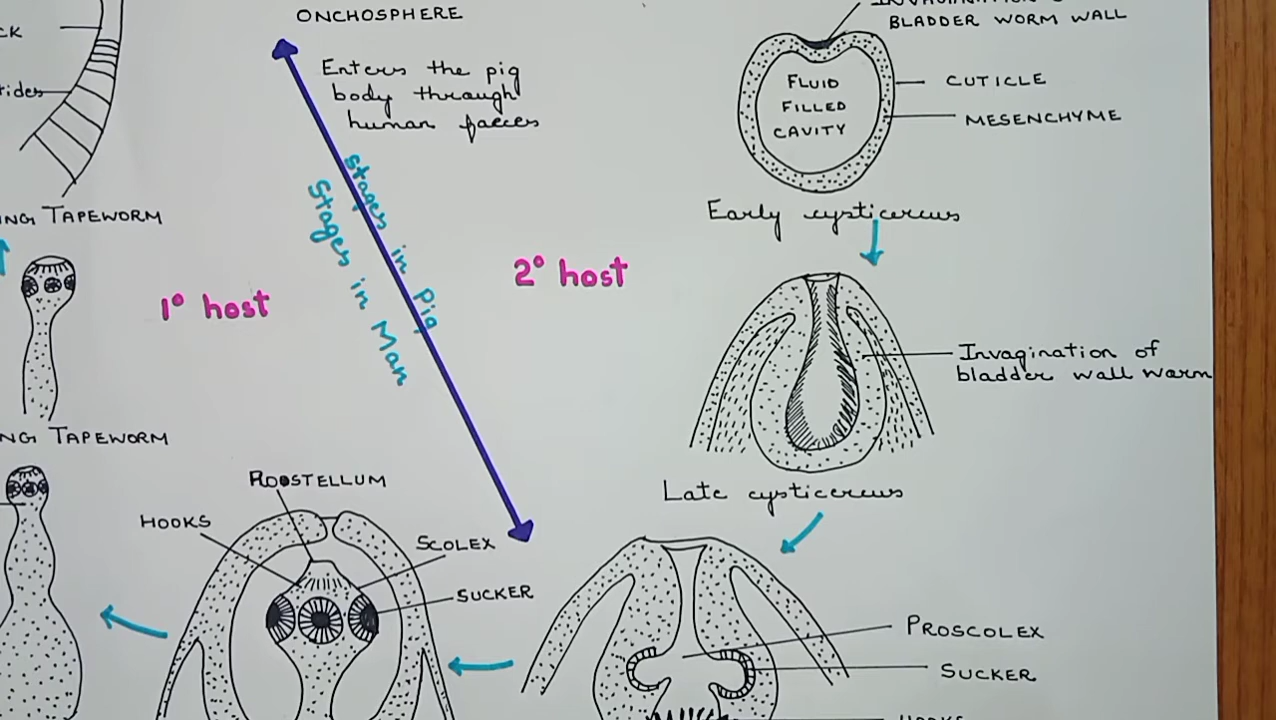 ONCHOSPHERE
Enters the pig
body through
human faeces
Stages in Pig
Stages in Man
1° host
2° host
BLADDER WORM WALL
FLUID
FILLED
CAVITY
CUTICLE
MESENCHYME
Early cysticercus
Invagination of
bladder wall warm
Late cysticercus
TAPEWORM
TAPEWORM
ROOSTELLUM
HOOKS
SCOLEX
SUCKER
PROSCOLEX
SUCKER